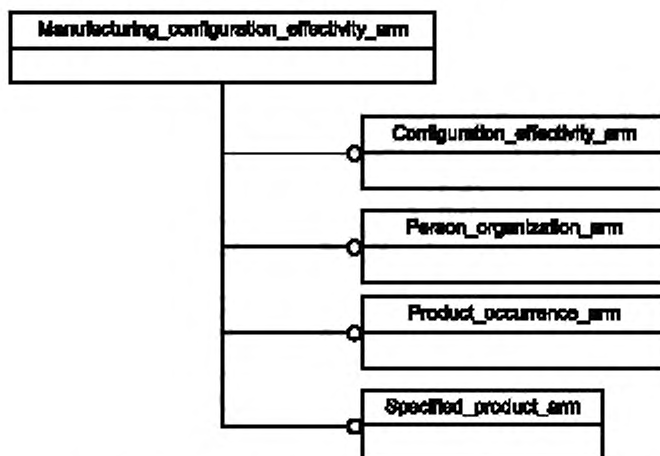 Manufacturing_configuration_effectivity_arm
Configuration_effectivity_arm
Person_organization_arm
Product_occurrence_arm
Specified_product_arm